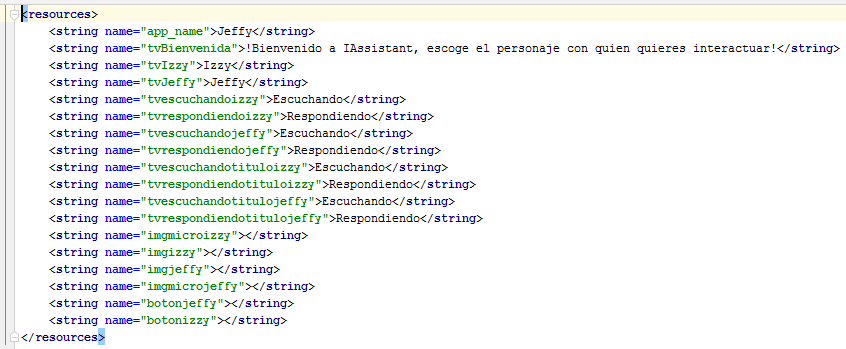 <resources>
<string name="app_name">Jeffy</string>
<string name="tvBienvenida">!Bienvenido a IAssistant, escoge el personaje con quien quieres interactuar!</string>
<string name="tvIzzy">Izzy</string>
<string name="tvJeffy">Jeffy</string>
<string name="tvescuchandoizzy">Escuchando</string>
<string name="tvrespondiendoizzy">Respondiendo</string>
<string name="tvescuchandojeffy">Escuchando</string>
<string name="tvrespondiendojeffy">Respondiendo</string>
<string name="tvescuchandotituloizzy">Escuchando</string>
<string name="tvrespondiendotituloizzy">Respondiendo</string>
<string name="tvescuchandotitulojeffy">Escuchando</string>
<string name="tvrespondiendotitulojeffy">Respondiendo</string>
<string name="imgmicroizzy"></string>
<string name="imgizzy"></string>
<string name="imgjeffy"></string>
<string name="imgmicrojeffy"></string>
<string name="botonjeffy"></string>
<string name="botonizzy"></string>
</resources>